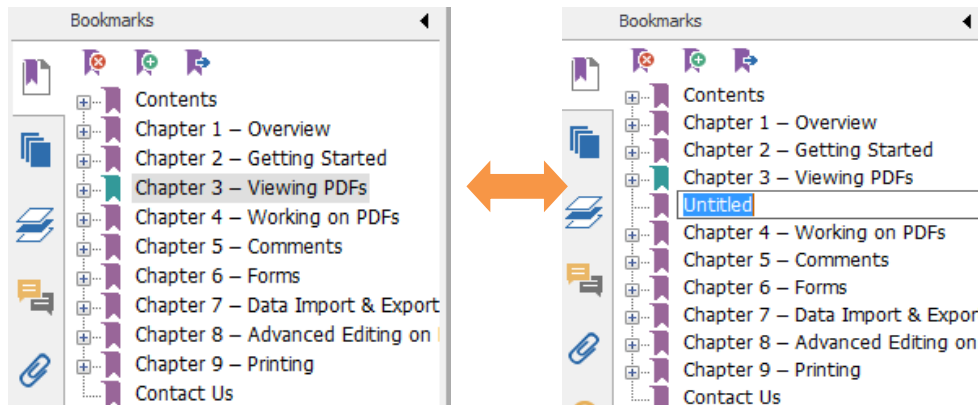 Bookmarks
Contents
Chapter 1 – Overview
Chapter 2 – Getting Started
Chapter 3 – Viewing PDFs
Chapter 4 – Working on PDFs
Chapter 5 – Comments
Chapter 6 – Forms
Chapter 7 – Data Import & Export
Chapter 8 – Advanced Editing on
Chapter 9 – Printing
Contact Us
Bookmarks
Contents
Chapter 1 – Overview
Chapter 2 – Getting Started
Chapter 3 – Viewing PDFs
Untitled
Chapter 4 – Working on PDFs
Chapter 5 – Comments
Chapter 6 – Forms
Chapter 7 – Data Import & Expor
Chapter 8 – Advanced Editing on
Chapter 9 – Printing
Contact Us